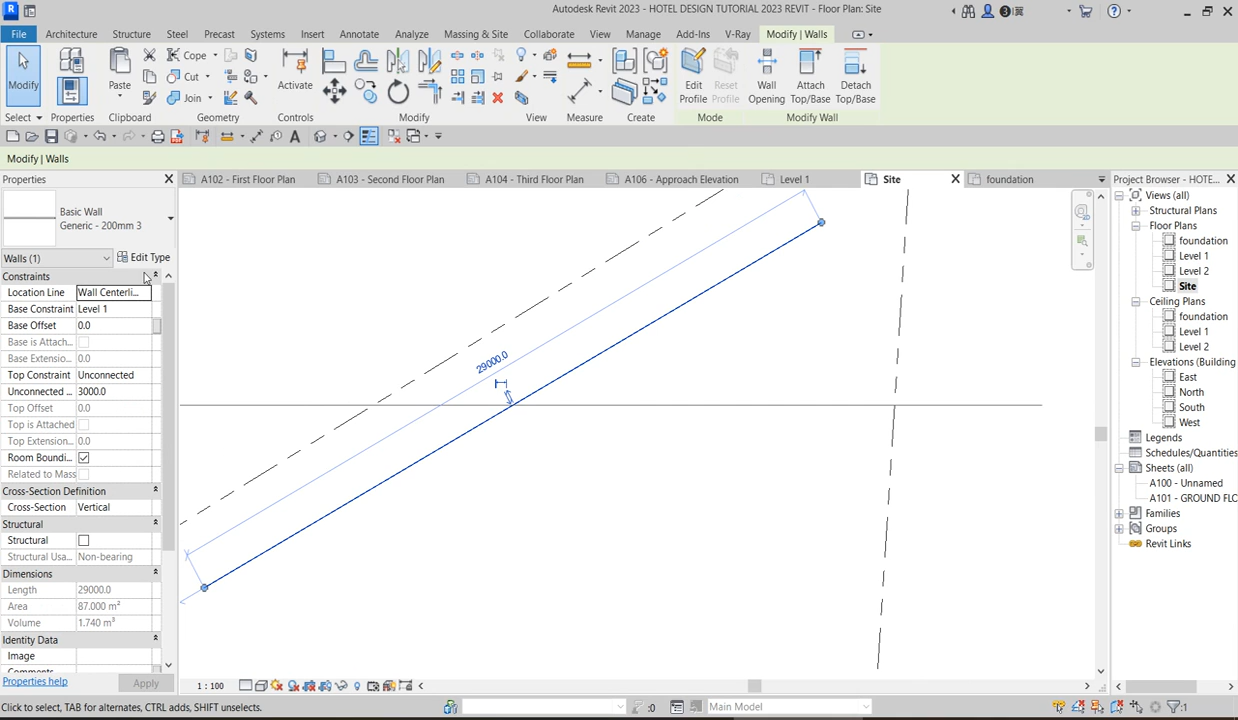 Autodesk Revit 2023 - HOTEL DESIGN TUTORIAL 2023 REVIT - Floor Plan: Site
File Architecture Structure Steel Precast Systems Insert Annotate Analyze Massing & Site Collaborate View Manage Add-Ins V-Ray Modify | Walls
Cope
Cut
Join
Modify
Paste
Activate
Edit Profile
Reset Profile
Wall Opening
Attach Top/Base
Detach Top/Base
Select Properties Clipboard Geometry Controls Modify View Measure Create Mode Modify Wall
Modify | Walls
Properties
A102 - First Floor Plan A103 - Second Floor Plan A104 - Third Floor Plan A106 - Approach Elevation Level 1 Site foundation
Project Browser - HOTE...
Basic Wall
Generic - 200mm 3
Walls (1) Edit Type
Constraints
Location Line Wall Centerli...
Base Constraint Level 1
Base Offset 0.0
Base is Attach...
Base Extensio... 0.0
Top Constraint Unconnected
Unconnected ... 3000.0
Top Offset 0.0
Top is Attached
Top Extension... 0.0
Room Boundi...
Related to Mass
Cross-Section Definition
Cross-Section Vertical
Structural
Structural
Structural Usa... Non-bearing
Dimensions
Length 29000.0
Area 87.000 m²
Volume 1.740 m³
Identity Data
Image
Properties help Apply
29000.0
Views (all)
Structural Plans
Floor Plans
foundation
Level 1
Level 2
Site
Ceiling Plans
foundation
Level 1
Level 2
Elevations (Building
East
North
South
West
Legends
Schedules/Quantities
Sheets (all)
A100 - Unnamed
A101 - GROUND FLO
Families
Groups
Revit Links
1 : 100
Click to select, TAB for alternates, CTRL adds, SHIFT unselects.
:0
Main Model
:1